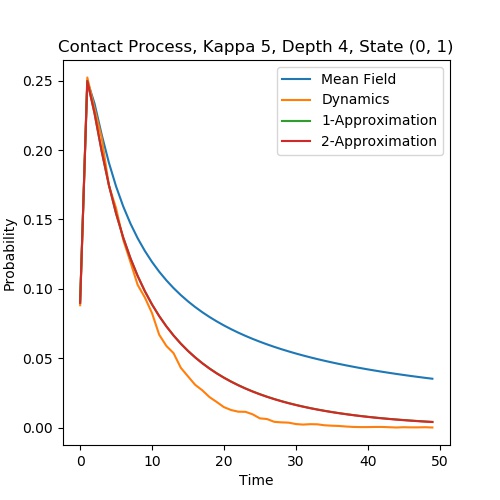 Contact Process, Kappa 5, Depth 4, State (0, 1)
Mean Field
Dynamics
1-Approximation
2-Approximation
0.25
0.20
0.15
0.10
0.05
0.00
Probability
0 10 20 30 40 50
Time